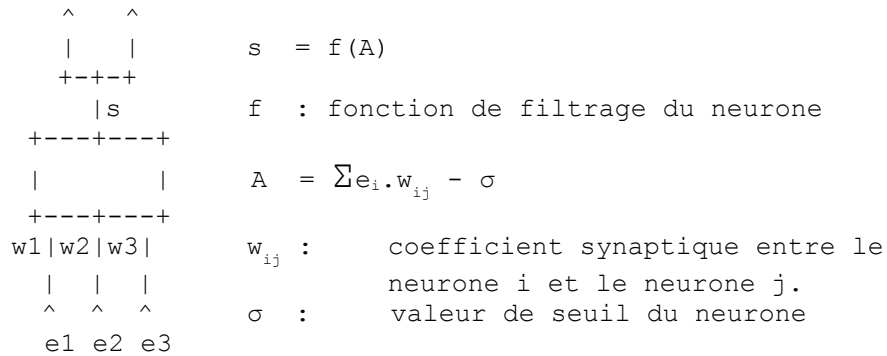 ^   ^
|   |   s = f(A)
+-+-+
|s   f : fonction de filtrage du neurone
+---+---+
|       |   A = Σeᵢ.wᵢⱼ - σ
+---+---+
w1|w2|w3|   wᵢⱼ : coefficient synaptique entre le
|  |  |   neurone i et le neurone j.
^  ^  ^   σ : valeur de seuil du neurone
e1 e2 e3